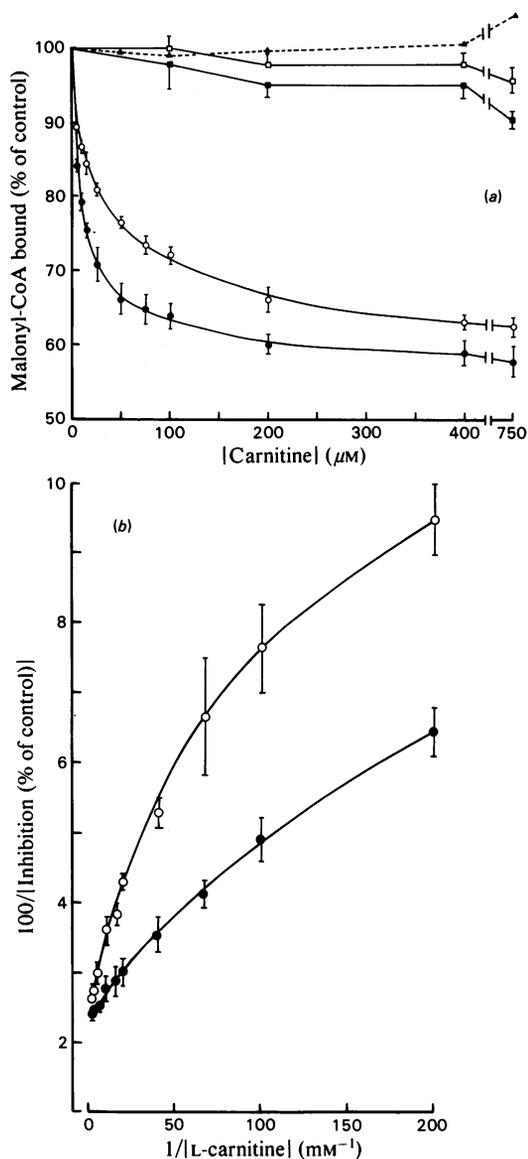 100
90
80
70
60
50
Malonyl-CoA bound (% of control)
(a)
0 100 200 300 400 750
|Carnitine| (μM)
10
8
6
4
2
100/|Inhibition (% of control)|
(b)
0 50 100 150 200
1/|L-carnitine| (mM⁻¹)